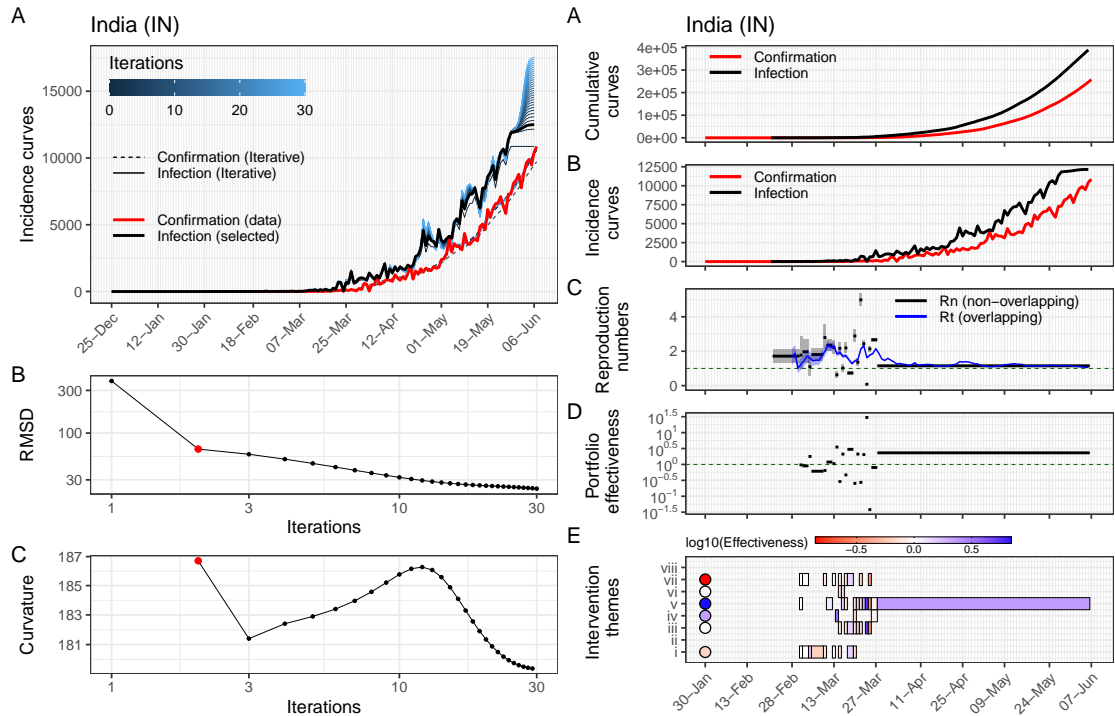 A
India (IN)
Iterations
0 10 20 30
Confirmation (Iterative)
Infection (Iterative)
Confirmation (data)
Infection (selected)
Incidence curves
15000
10000
5000
0
25−Dec 12−Jan 30−Jan 18−Feb 07−Mar 25−Mar 12−Apr 01−May 19−May 06−Jun
B
RMSD
300
100
30
1 3 10 30
Iterations
C
Curvature
187
185
183
181
1 3 10 30
Iterations
A
India (IN)
Cumulative
curves
4e+05
3e+05
2e+05
1e+05
0e+00
Confirmation
Infection
B
Incidence
curves
12500
10000
7500
5000
2500
0
Confirmation
Infection
C
Reproduction
numbers
4
2
0
Rn (non−overlapping)
Rt (overlapping)
D
Portfolio
effectiveness
10^1.5
10^1
10^0.5
10^0
10^−0.5
10^−1
10^−1.5
E
log10(Effectiveness)
−0.5 0.0 0.5
Intervention
themes
viii
vii
vi
v
iv
iii
ii
i
30−Jan 13−Feb 28−Feb 13−Mar 27−Mar 11−Apr 25−Apr 09−May 24−May 07−Jun